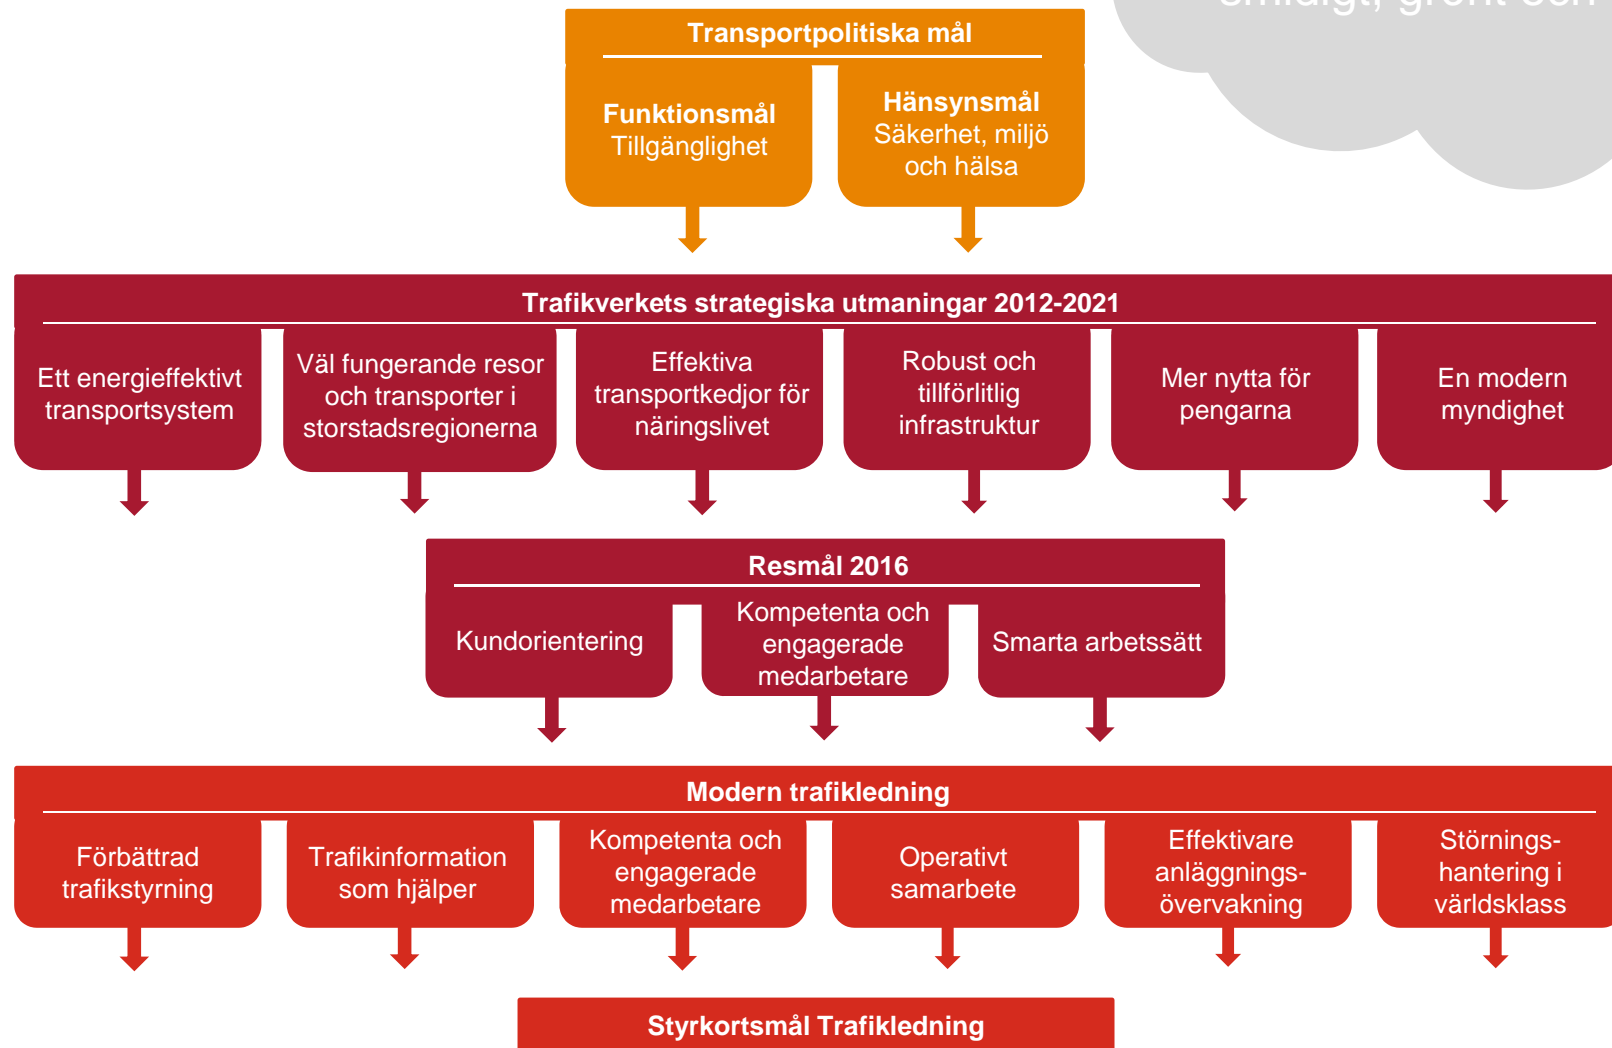 smidigt, grönt och
Transportpolitiska mål
Funktionsmål
Tillgänglighet
Hänsynsmål
Säkerhet, miljö
och hälsa
Trafikverkets strategiska utmaningar 2012-2021
Ett energieffektivt
transportsystem
Väl fungerande resor
och transporter i
storstadsregionerna
Effektiva
transportkedjor för
näringslivet
Robust och
tillförlitlig
infrastruktur
Mer nytta för
pengarna
En modern
myndighet
Resmål 2016
Kundorientering
Kompetenta och
engagerade
medarbetare
Smarta arbetssätt
Modern trafikledning
Förbättrad
trafikstyrning
Trafikinformation
som hjälper
Kompetenta och
engagerade
medarbetare
Operativt
samarbete
Effektivare
anläggnings-
övervakning
Störnings-
hantering i
världsklass
Styrkortsmål Trafikledning